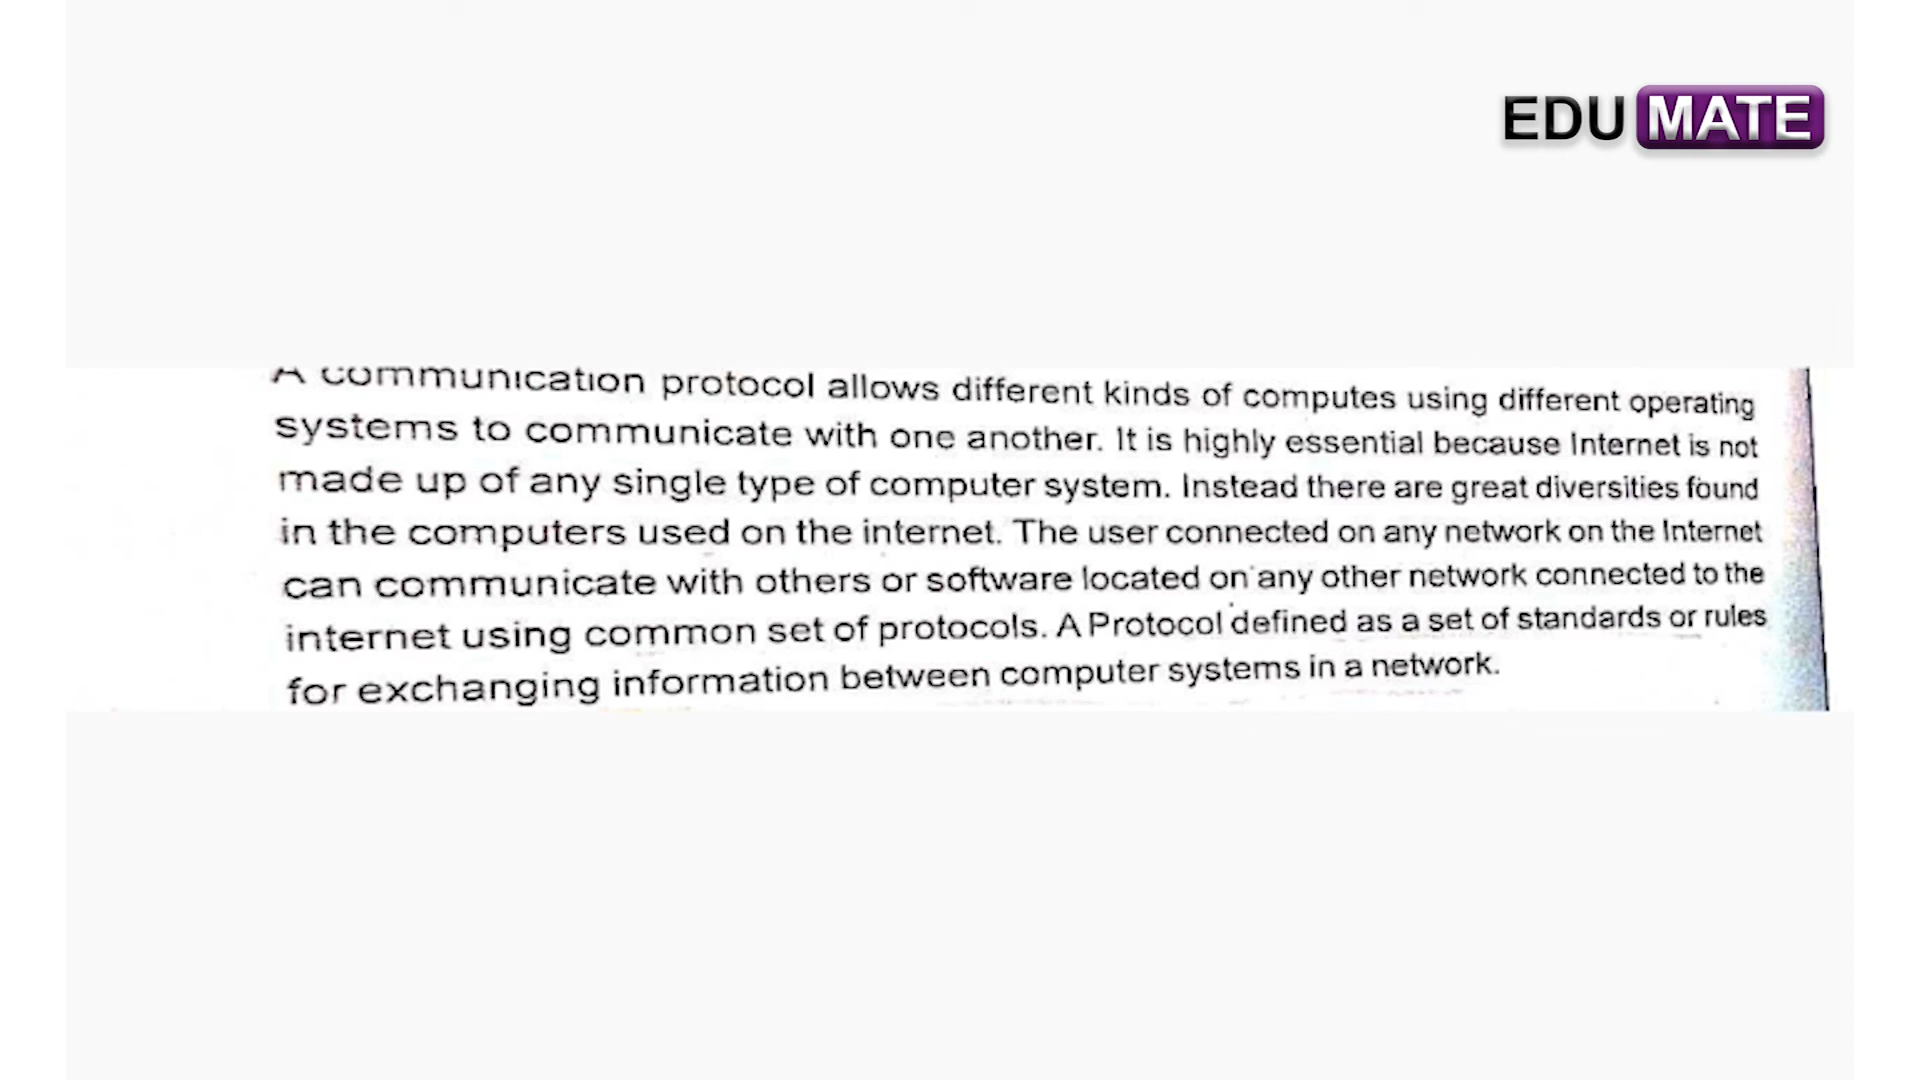 EDUMATE
A communication protocol allows different kinds of computes using different operating
systems to communicate with one another. It is highly essential because Internet is not
made up of any single type of computer system. Instead there are great diversities found
in the computers used on the internet. The user connected on any network on the Internet
can communicate with others or software located on any other network connected to the
internet using common set of protocols. A Protocol defined as a set of standards or rules
for exchanging information between computer systems in a network.